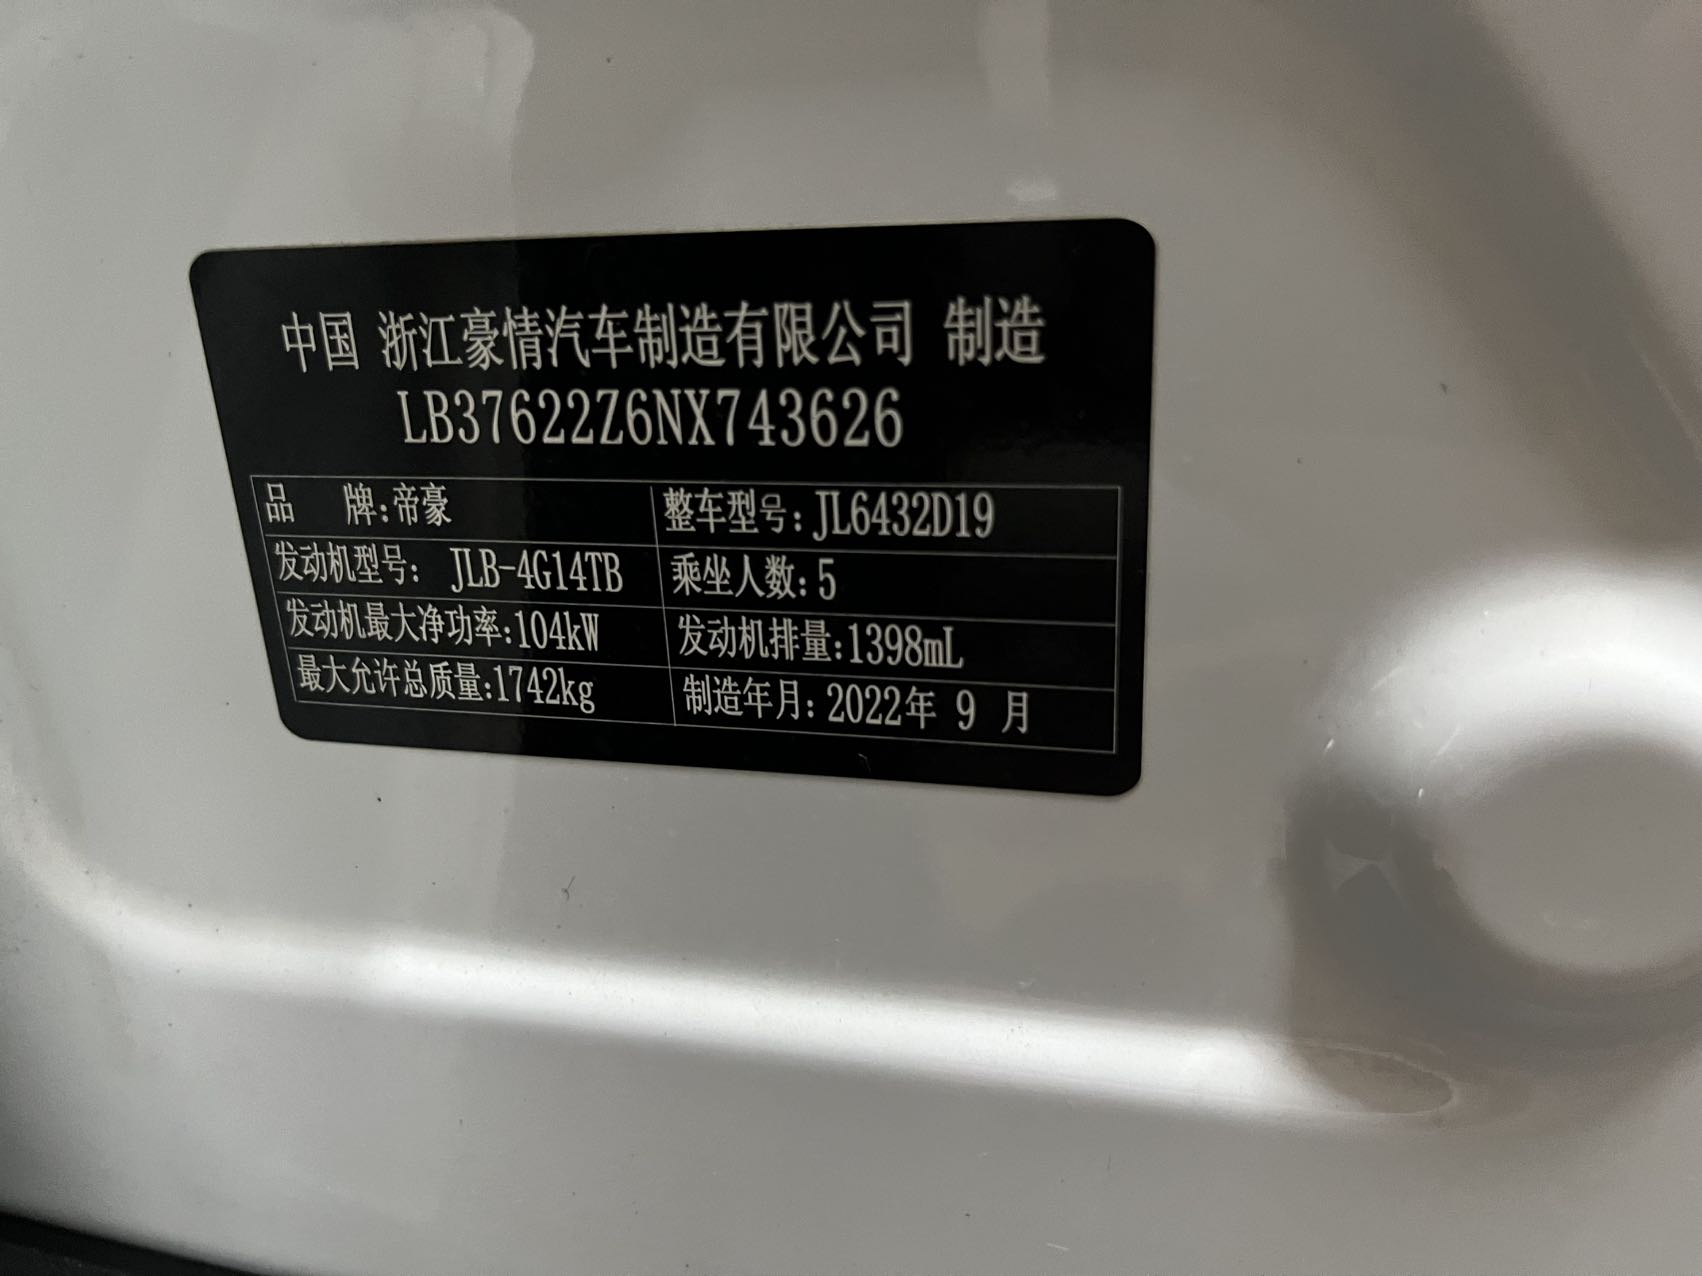 中国 浙江豪情汽车制造有限公司 制造
LB37622Z6NX743626
品 牌:帝豪 整车型号:JL6432D19
发动机型号: JLB-4G14TB 乘坐人数:5
发动机最大净功率:104kW 发动机排量:1398mL
最大允许总质量:1742kg 制造年月:2022年 9 月